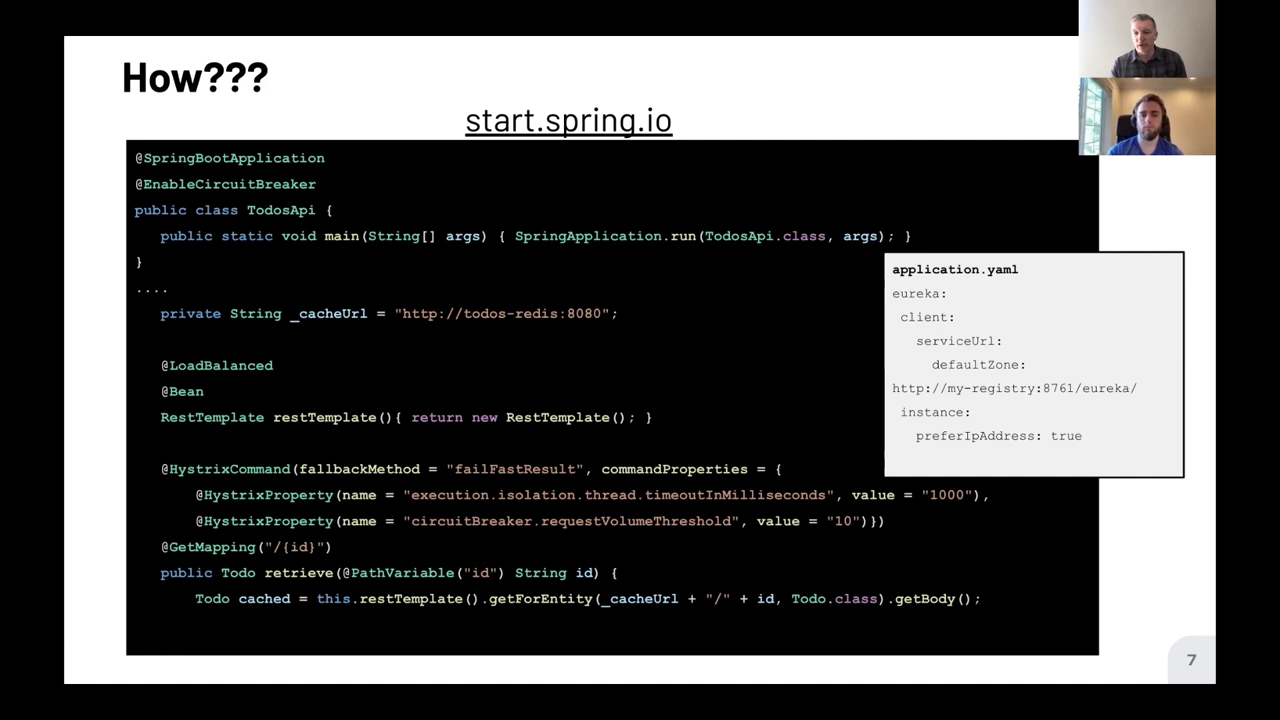 How???
start.spring.io
@SpringBootApplication
@EnableCircuitBreaker
public class TodosApi {
public static void main(String[] args) { SpringApplication.run(TodosApi.class, args); }
}
....
private String _cacheUrl = "http://todos-redis:8080";
@LoadBalanced
@Bean
RestTemplate restTemplate(){ return new RestTemplate(); }
@HystrixCommand(fallbackMethod = "failFastResult", commandProperties = {
@HystrixProperty(name = "execution.isolation.thread.timeoutInMilliseconds", value = "1000"),
@HystrixProperty(name = "circuitBreaker.requestVolumeThreshold", value = "10")})
@GetMapping("/{id}")
public Todo retrieve(@PathVariable("id") String id) {
Todo cached = this.restTemplate().getForEntity(_cacheUrl + "/" + id, Todo.class).getBody();
application.yaml
eureka:
client:
serviceUrl:
defaultZone:
http://my-registry:8761/eureka/
instance:
preferIpAddress: true
7